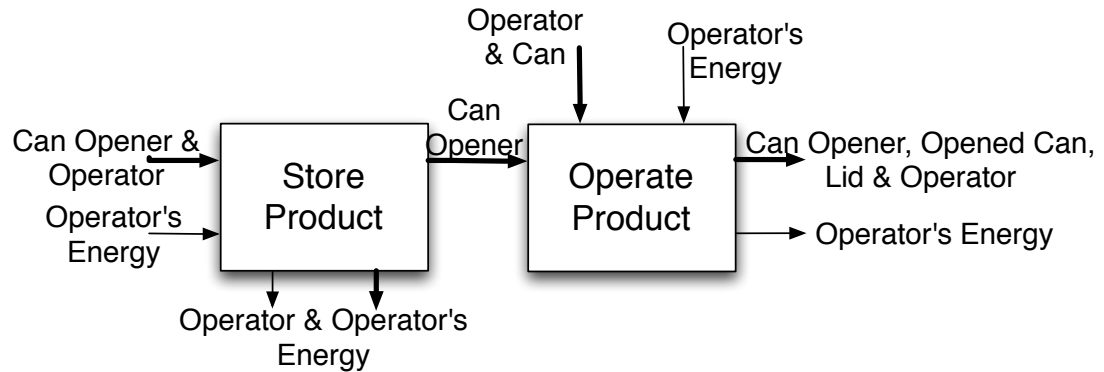 Operator
& Can
Operator's
Energy
Can
Opener
Can Opener &
Operator
Operator's
Energy
Store
Product
Operate
Product
Can Opener, Opened Can,
Lid & Operator
Operator's Energy
Operator & Operator's
Energy